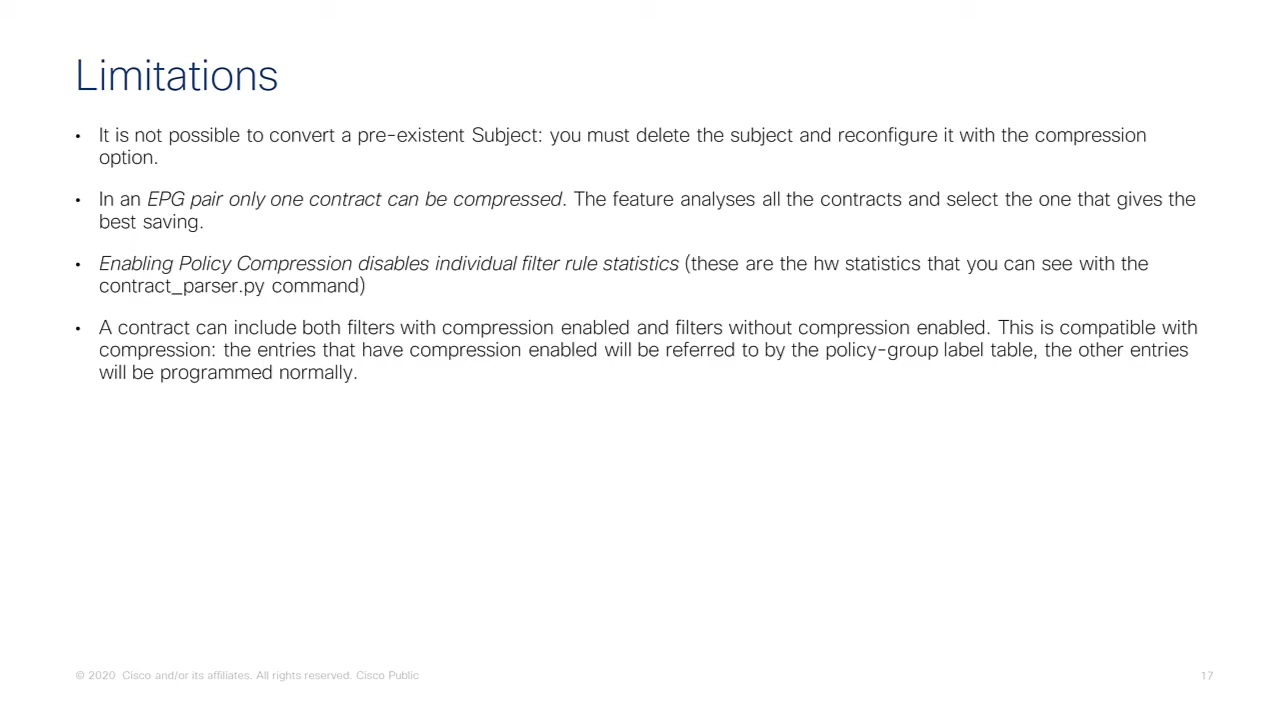 Limitations
• It is not possible to convert a pre-existent Subject: you must delete the subject and reconfigure it with the compression
option.
• In an EPG pair only one contract can be compressed. The feature analyses all the contracts and select the one that gives the
best saving.
• Enabling Policy Compression disables individual filter rule statistics (these are the hw statistics that you can see with the
contract_parser.py command)
• A contract can include both filters with compression enabled and filters without compression enabled. This is compatible with
compression: the entries that have compression enabled will be referred to by the policy-group label table, the other entries
will be programmed normally.
© 2020 Cisco and/or its affiliates. All rights reserved. Cisco Public
17